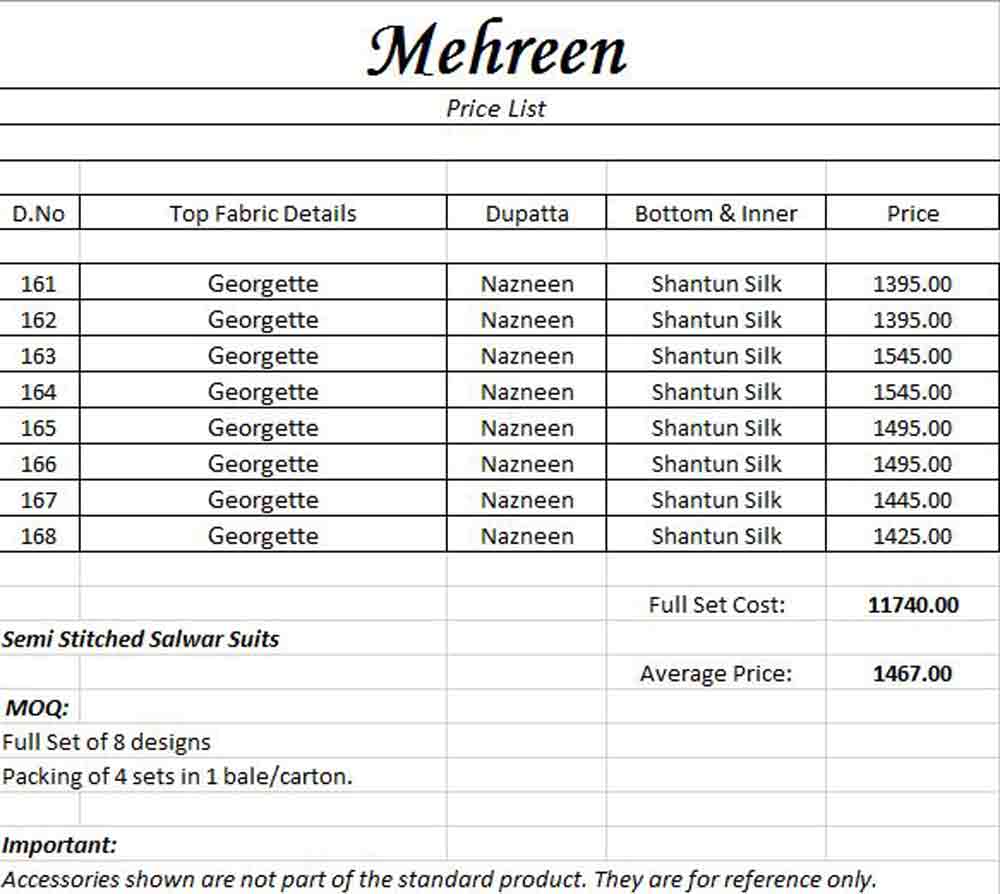 Mehreen
Price List
D.No Top Fabric Details Dupatta Bottom & Inner Price
161 Georgette Nazneen Shantun Silk 1395.00
162 Georgette Nazneen Shantun Silk 1395.00
163 Georgette Nazneen Shantun Silk 1545.00
164 Georgette Nazneen Shantun Silk 1545.00
165 Georgette Nazneen Shantun Silk 1495.00
166 Georgette Nazneen Shantun Silk 1495.00
167 Georgette Nazneen Shantun Silk 1445.00
168 Georgette Nazneen Shantun Silk 1425.00
Full Set Cost: 11740.00
Semi Stitched Salwar Suits
Average Price: 1467.00
MOQ:
Full Set of 8 designs
Packing of 4 sets in 1 bale/carton.
Important:
Accessories shown are not part of the standard product. They are for reference only.